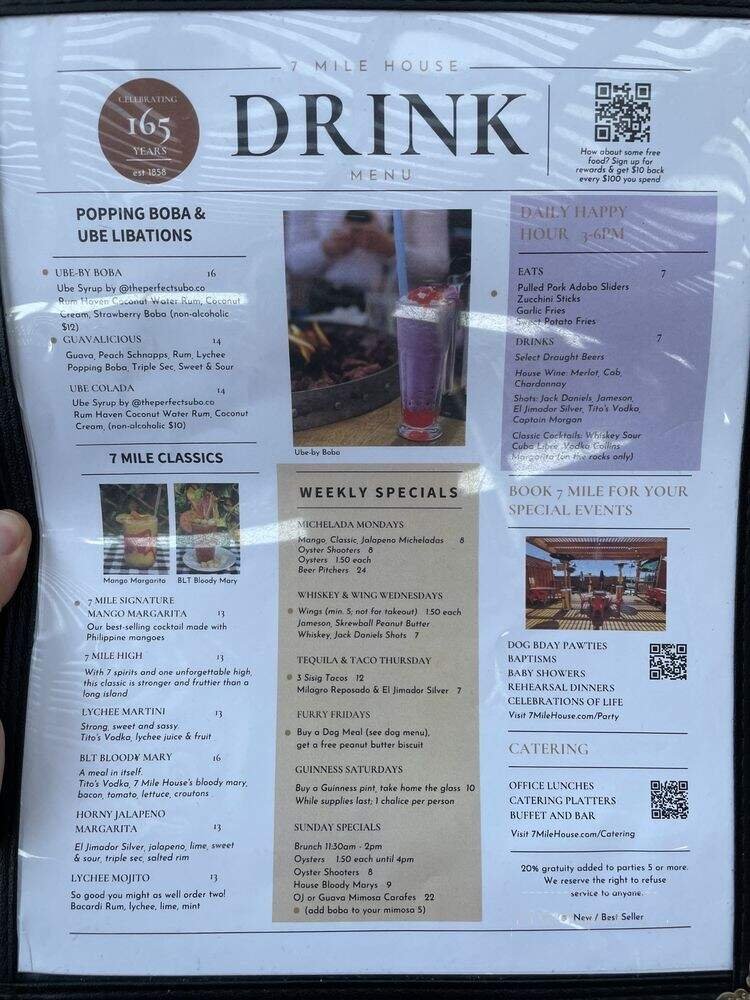 7 MILE HOUSE
CELEBRATING
165
YEARS
est 1858
DRINK
MENU
How about some free
food? Sign up for
rewards & get $10 back
every $100 you spend
POPPING BOBA &
UBE LIBATIONS
UBE-BY BOBA 16
Ube Syrup by @theperfectsubo.co
Rum Haven Coconut Water Rum, Coconut
Cream, Strawberry Boba (non-alcoholic
$12)
GUAVALICIOUS 14
Guava, Peach Schnapps, Rum, Lychee
Popping Boba, Triple Sec, Sweet & Sour
UBE COLADA 14
Ube Syrup by @theperfectsubo.co
Rum Haven Coconut Water Rum, Coconut
Cream, (non-alcoholic $10)
7 MILE CLASSICS
Mango Margarita
BLT Bloody Mary
7 MILE SIGNATURE
MANGO MARGARITA 13
Our best-selling cocktail made with
Philippine mangoes
7 MILE HIGH 13
With 7 spirits and one unforgettable high,
this classic is stronger and fruttier than a
long island
LYCHEE MARTINI 13
Strong, sweet and sassy.
Tito's Vodka, lychee juice & fruit
BLT BLOODY MARY 16
A meal in itself.
Tito's Vodka, 7 Mile House's bloody mary,
bacon, tomato, lettuce, croutons
HORNY JALAPENO
MARGARITA 13
El Jimador Silver, jalapeno, lime, sweet
& sour, triple sec, salted rim
LYCHEE MOJITO 13
So good you might as well order two!
Bacardi Rum, lychee, lime, mint
Ube-by Boba
WEEKLY SPECIALS
MICHELADA MONDAYS
Mango, Classic, Jalapeno Micheladas 8
Oyster Shooters 8
Oysters 1.50 each
Beer Pitchers 24
WHISKEY & WING WEDNESDAYS
Wings (min. 5; not for takeout) 1.50 each
Jameson, Skrewball Peanut Butter
Whiskey, Jack Daniels Shots 7
TEQUILA & TACO THURSDAY
3 Sisig Tacos 12
Milagro Reposado & El Jimador Silver 7
FURRY FRIDAYS
Buy a Dog Meal (see dog menu),
get a free peanut butter biscuit
GUINNESS SATURDAYS
Buy a Guinness pint, take home the glass 10
While supplies last; 1 chalice per person
SUNDAY SPECIALS
Brunch 11:30am - 2pm
Oysters 1.50 each until 4pm
Oyster Shooters 8
House Bloody Marys 9
OJ or Guava Mimosa Carafes 22
(add boba to your mimosa 5)
DAILY HAPPY
HOUR 3-6PM
EATS 7
Pulled Pork Adobo Sliders
Zucchini Sticks
Garlic Fries
Sweet Potato Fries
DRINKS 7
Select Draught Beers
House Wine: Merlot, Cab,
Chardonnay
Shots: Jack Daniels, Jameson,
El Jimador Silver, Tito's Vodka,
Captain Morgan
Classic Cocktails: Whiskey Sour
Cuba Libre, Vodka Collins
Margarita (on the rocks only)
BOOK 7 MILE FOR YOUR
SPECIAL EVENTS
DOG BDAY PAWTIES
BAPTISMS
BABY SHOWERS
REHEARSAL DINNERS
CELEBRATIONS OF LIFE
Visit 7MileHouse.com/Party
CATERING
OFFICE LUNCHES
CATERING PLATTERS
BUFFET AND BAR
Visit 7MileHouse.com/Catering
20% gratuity added to parties 5 or more.
We reserve the right to refuse
service to anyone.
New / Best Seller